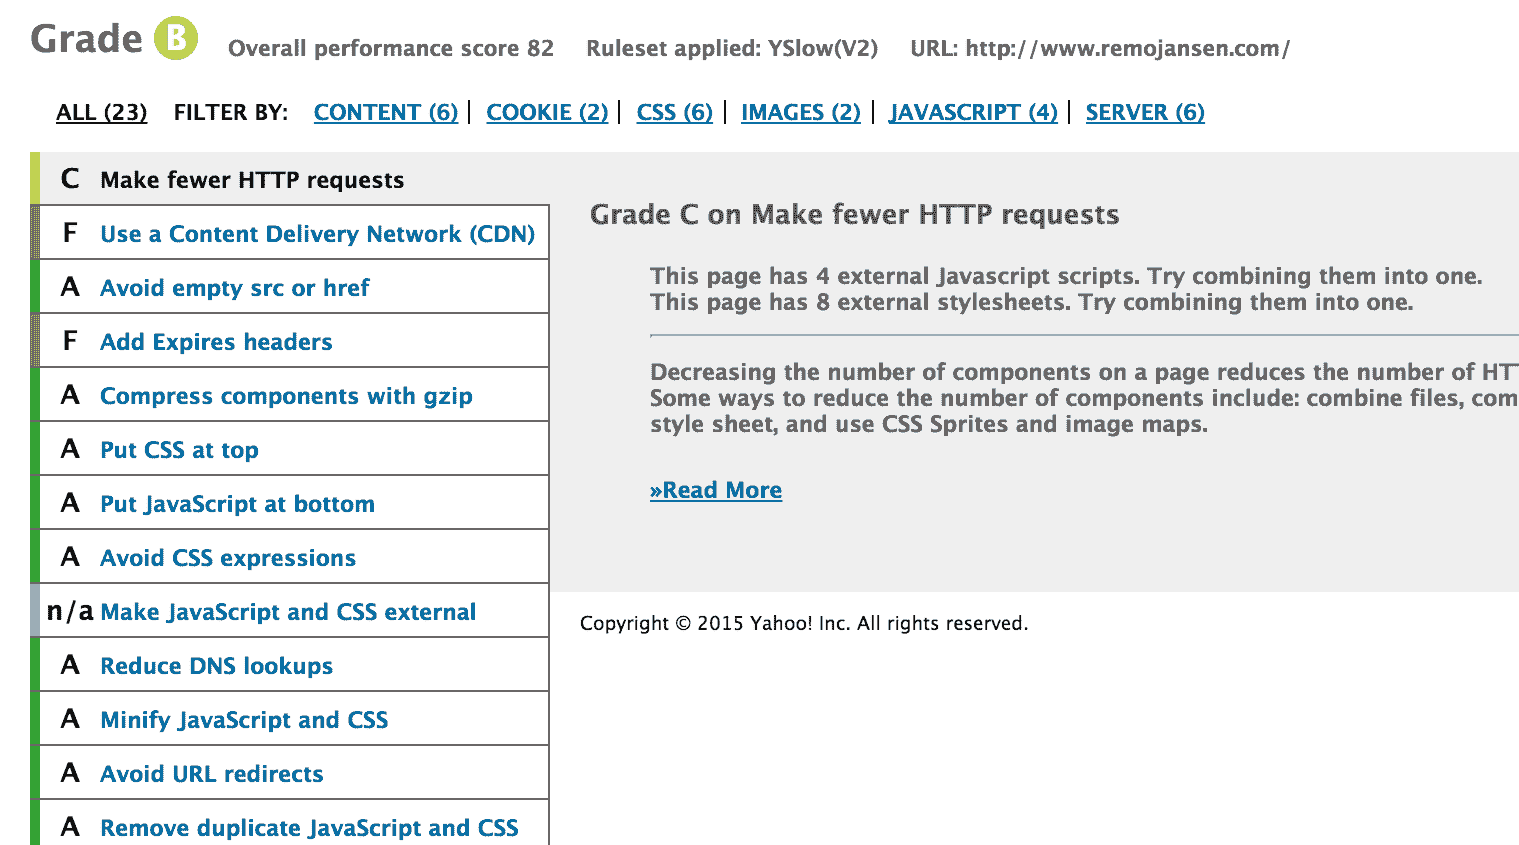 Grade B Overall performance score 82 Ruleset applied: YSlow(V2) URL: http://www.remojansen.com/
ALL (23) FILTER BY: CONTENT (6) | COOKIE (2) | CSS (6) | IMAGES (2) | JAVASCRIPT (4) | SERVER (6)
C Make fewer HTTP requests
F Use a Content Delivery Network (CDN)
A Avoid empty src or href
F Add Expires headers
A Compress components with gzip
A Put CSS at top
A Put JavaScript at bottom
A Avoid CSS expressions
n/a Make JavaScript and CSS external
A Reduce DNS lookups
A Minify JavaScript and CSS
A Avoid URL redirects
A Remove duplicate JavaScript and CSS
Grade C on Make fewer HTTP requests
This page has 4 external Javascript scripts. Try combining them into one.
This page has 8 external stylesheets. Try combining them into one.
Decreasing the number of components on a page reduces the number of HT
Some ways to reduce the number of components include: combine files, com
style sheet, and use CSS Sprites and image maps.
»Read More
Copyright © 2015 Yahoo! Inc. All rights reserved.